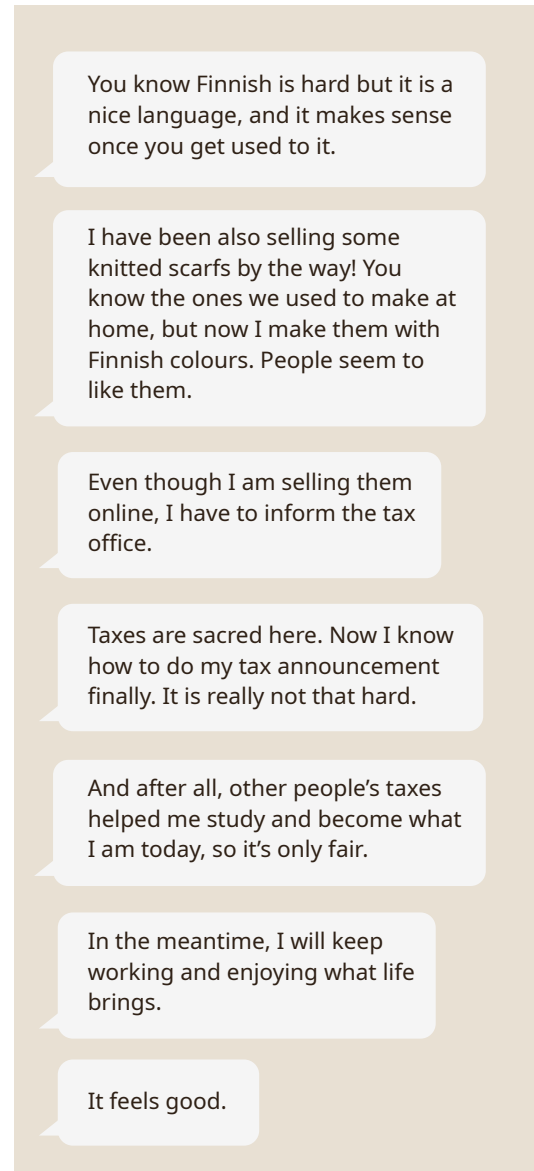 You know Finnish is hard but it is a
nice language, and it makes sense
once you get used to it.
I have been also selling some
knitted scarfs by the way! You
know the ones we used to make at
home, but now I make them with
Finnish colours. People seem to
like them.
Even though I am selling them
online, I have to inform the tax
office.
Taxes are sacred here. Now I know
how to do my tax announcement
finally. It is really not that hard.
And after all, other people’s taxes
helped me study and become what
I am today, so it’s only fair.
In the meantime, I will keep
working and enjoying what life
brings.
It feels good.